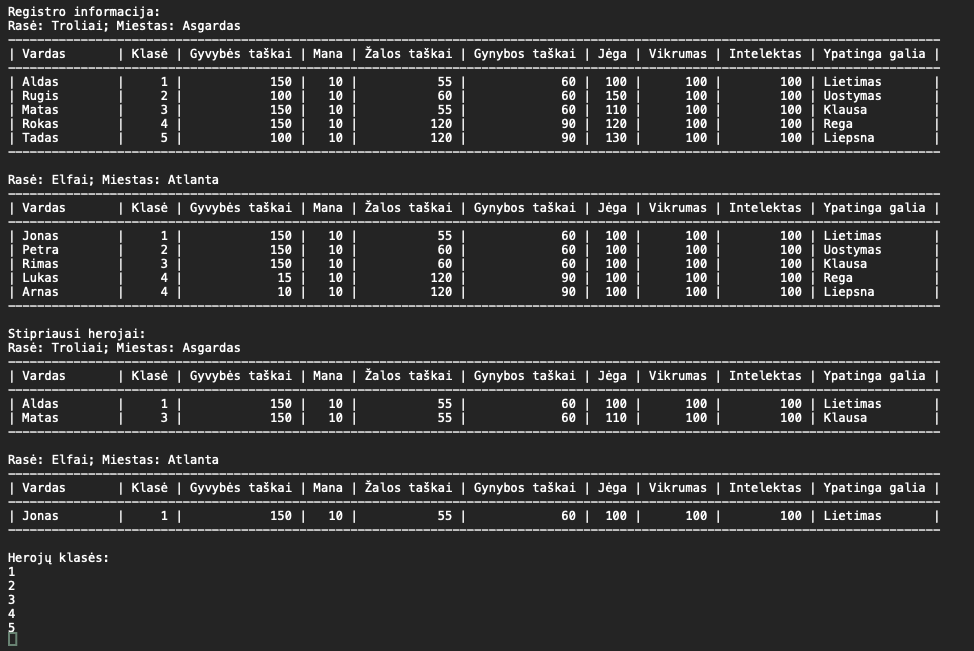 Registro informacija:
Rasė: Troliai; Miestas: Asgardas
| Vardas | Klasė | Gyvybės taškai | Mana | Žalos taškai | Gynybos taškai | Jėga | Vikrumas | Intelektas | Ypatinga galia |
| Aldas | 1 | 150 | 10 | 55 | 60 | 100 | 100 | 100 | Lietimas |
| Rugis | 2 | 100 | 10 | 60 | 60 | 150 | 100 | 100 | Uostymas |
| Matas | 3 | 150 | 10 | 55 | 60 | 110 | 100 | 100 | Klausa |
| Rokas | 4 | 150 | 10 | 120 | 90 | 120 | 100 | 100 | Rega |
| Tadas | 5 | 100 | 10 | 120 | 90 | 130 | 100 | 100 | Liepsna |
Rasė: Elfai; Miestas: Atlanta
| Vardas | Klasė | Gyvybės taškai | Mana | Žalos taškai | Gynybos taškai | Jėga | Vikrumas | Intelektas | Ypatinga galia |
| Jonas | 1 | 150 | 10 | 55 | 60 | 100 | 100 | 100 | Lietimas |
| Petra | 2 | 150 | 10 | 60 | 60 | 100 | 100 | 100 | Uostymas |
| Rimas | 3 | 150 | 10 | 60 | 60 | 100 | 100 | 100 | Klausa |
| Lukas | 4 | 15 | 10 | 120 | 90 | 100 | 100 | 100 | Rega |
| Arnas | 4 | 10 | 10 | 120 | 90 | 100 | 100 | 100 | Liepsna |
Stipriausi herojai:
Rasė: Troliai; Miestas: Asgardas
| Vardas | Klasė | Gyvybės taškai | Mana | Žalos taškai | Gynybos taškai | Jėga | Vikrumas | Intelektas | Ypatinga galia |
| Aldas | 1 | 150 | 10 | 55 | 60 | 100 | 100 | 100 | Lietimas |
| Matas | 3 | 150 | 10 | 55 | 60 | 110 | 100 | 100 | Klausa |
Rasė: Elfai; Miestas: Atlanta
| Vardas | Klasė | Gyvybės taškai | Mana | Žalos taškai | Gynybos taškai | Jėga | Vikrumas | Intelektas | Ypatinga galia |
| Jonas | 1 | 150 | 10 | 55 | 60 | 100 | 100 | 100 | Lietimas |
Herojų klasės:
1
2
3
4
5